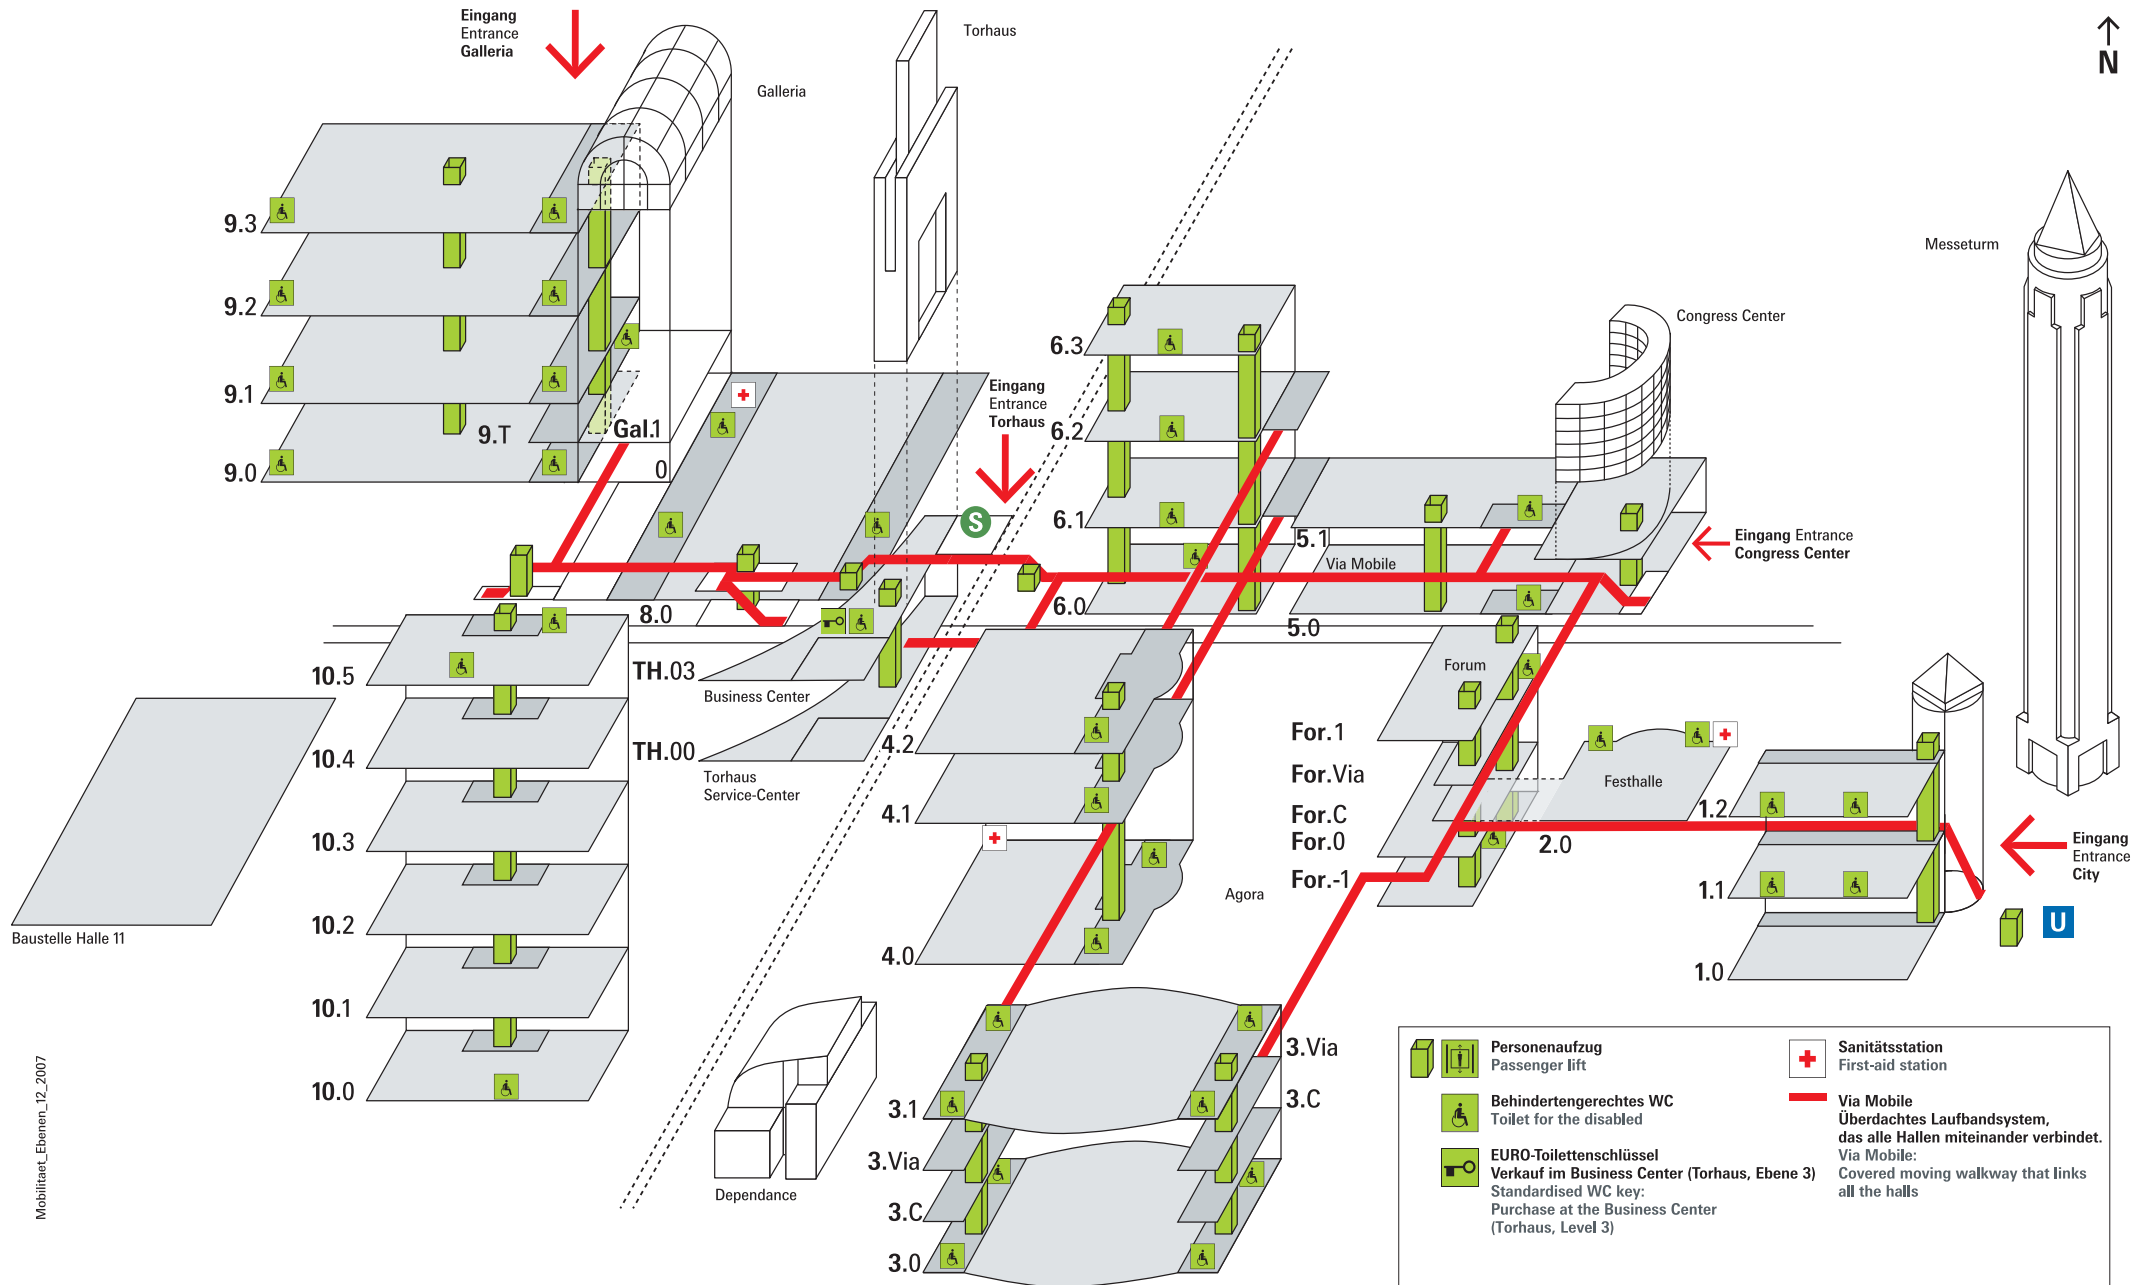 Eingang
Entrance
Galleria
Torhaus
Galleria
N
Messeturm
Congress Center
9.3
9.2
9.1
9.T
Gal.1
9.0
0
Eingang
Entrance
Torhaus
S
6.3
6.2
6.1
6.0
5.1
Via Mobile
5.0
Eingang Entrance
Congress Center
8.0
10.5
10.4
10.3
10.2
10.1
10.0
Baustelle Halle 11
TH.03
Business Center
TH.00
Torhaus
Service-Center
4.2
4.1
4.0
Agora
Forum
For.1
For.Via
For.C
For.0
For.-1
Festhalle
2.0
1.2
1.1
1.0
Eingang
Entrance
City
U
Dependance
3.1
3.Via
3.C
3.0
3.Via
3.C
Personenaufzug
Passenger lift
Behindertengerechtes WC
Toilet for the disabled
EURO-Toilettenschlüssel
Verkauf im Business Center (Torhaus, Ebene 3)
Standardised WC key:
Purchase at the Business Center
(Torhaus, Level 3)
Sanitätsstation
First-aid station
Via Mobile
Überdachtes Laufbandsystem,
das alle Hallen miteinander verbindet.
Via Mobile:
Covered moving walkway that links
all the halls
Mobilitaet_Ebenen_12_2007